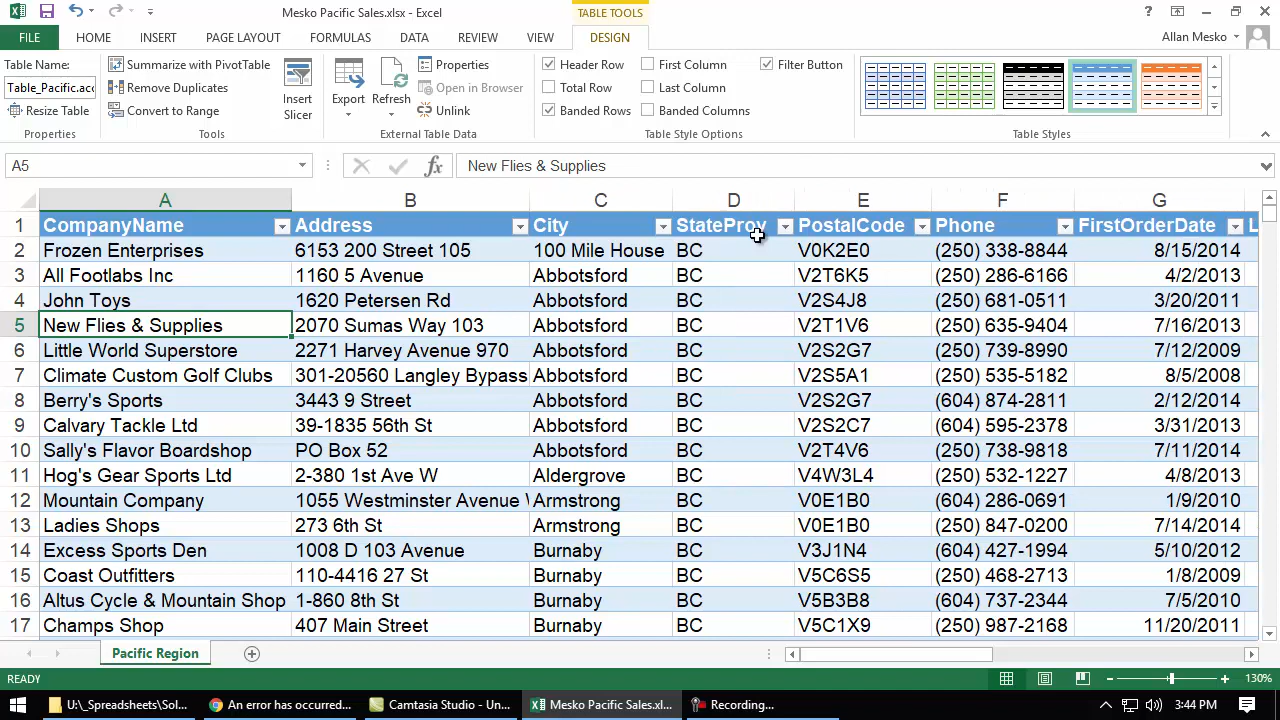 Mesko Pacific Sales.xlsx - Excel
TABLE TOOLS
FILE HOME INSERT PAGE LAYOUT FORMULAS DATA REVIEW VIEW DESIGN Allan Mesko
Table Name: Summarize with PivotTable Properties Header Row First Column Filter Button
Table_Pacific.acc Remove Duplicates Insert Slicer Export Refresh Open in Browser Total Row Last Column
Resize Table Convert to Range Unlink Banded Rows Banded Columns
Properties Tools External Table Data Table Style Options Table Styles
A5 fx New Flies & Supplies
A B C D E F G
1 CompanyName Address City StateProv PostalCode Phone FirstOrderDate L
2 Frozen Enterprises 6153 200 Street 105 100 Mile House BC V0K2E0 (250) 338-8844 8/15/2014
3 All Footlabs Inc 1160 5 Avenue Abbotsford BC V2T6K5 (250) 286-6166 4/2/2013
4 John Toys 1620 Petersen Rd Abbotsford BC V2S4J8 (250) 681-0511 3/20/2011
5 New Flies & Supplies 2070 Sumas Way 103 Abbotsford BC V2T1V6 (250) 635-9404 7/16/2013
6 Little World Superstore 2271 Harvey Avenue 970 Abbotsford BC V2S2G7 (250) 739-8990 7/12/2009
7 Climate Custom Golf Clubs 301-20560 Langley Bypass Abbotsford BC V2S5A1 (250) 535-5182 8/5/2008
8 Berry's Sports 3443 9 Street Abbotsford BC V2S2G7 (604) 874-2811 2/12/2014
9 Calvary Tackle Ltd 39-1835 56th St Abbotsford BC V2S2C7 (604) 595-2378 3/31/2013
10 Sally's Flavor Boardshop PO Box 52 Abbotsford BC V2T4V6 (250) 738-9818 7/11/2014
11 Hog's Gear Sports Ltd 2-380 1st Ave W Aldergrove BC V4W3L4 (250) 532-1227 4/8/2013
12 Mountain Company 1055 Westminster Avenue W Armstrong BC V0E1B0 (604) 286-0691 1/9/2010
13 Ladies Shops 273 6th St Armstrong BC V0E1B0 (250) 847-0200 7/14/2014
14 Excess Sports Den 1008 D 103 Avenue Burnaby BC V3J1N4 (604) 427-1994 5/10/2012
15 Coast Outfitters 110-4416 27 St Burnaby BC V5C6S5 (250) 468-2713 1/8/2009
16 Altus Cycle & Mountain Shop 1-860 8th St Burnaby BC V5B3B8 (604) 737-2344 7/5/2010
17 Champs Shop 407 Main Street Burnaby BC V5C1X9 (250) 987-2168 11/20/2011
Pacific Region
READY 130%
U:\_Spreadsheets\Sol... An error has occurred... Camtasia Studio - Un... Mesko Pacific Sales.xl... Recording... 3:44 PM